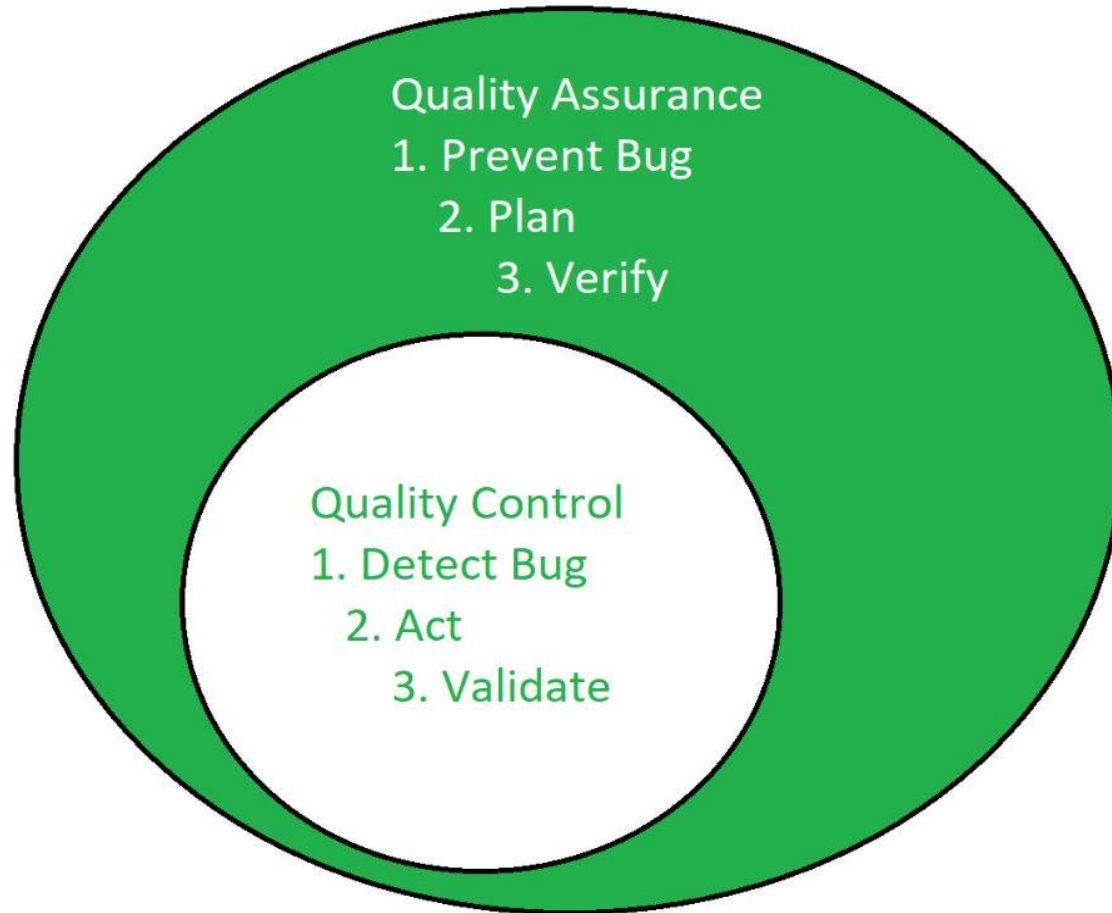 Quality Assurance
1. Prevent Bug
2. Plan
3. Verify
Quality Control
1. Detect Bug
2. Act
3. Validate